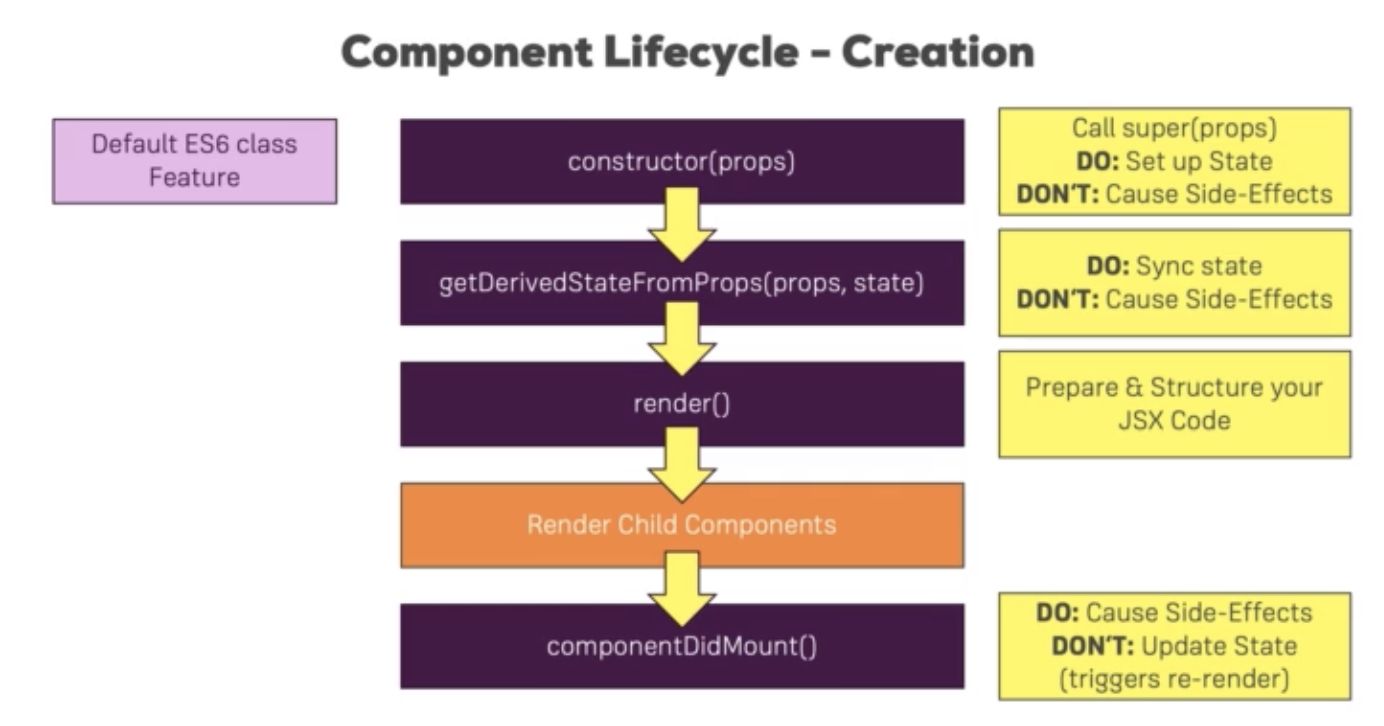 Component Lifecycle – Creation
Default ES6 class
Feature
constructor(props)
Call super(props)
DO: Set up State
DON'T: Cause Side-Effects
getDerivedStateFromProps(props, state)
DO: Sync state
DON'T: Cause Side-Effects
render()
Prepare & Structure your
JSX Code
Render Child Components
componentDidMount()
DO: Cause Side-Effects
DON'T: Update State
(triggers re-render)